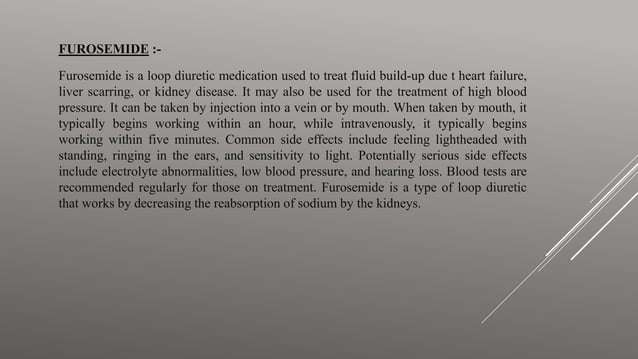 FUROSEMIDE :-
Furosemide is a loop diuretic medication used to treat fluid build-up due t heart failure,
liver scarring, or kidney disease. It may also be used for the treatment of high blood
pressure. It can be taken by injection into a vein or by mouth. When taken by mouth, it
typically begins working within an hour, while intravenously, it typically begins
working within five minutes. Common side effects include feeling lightheaded with
standing, ringing in the ears, and sensitivity to light. Potentially serious side effects
include electrolyte abnormalities, low blood pressure, and hearing loss. Blood tests are
recommended regularly for those on treatment. Furosemide is a type of loop diuretic
that works by decreasing the reabsorption of sodium by the kidneys.